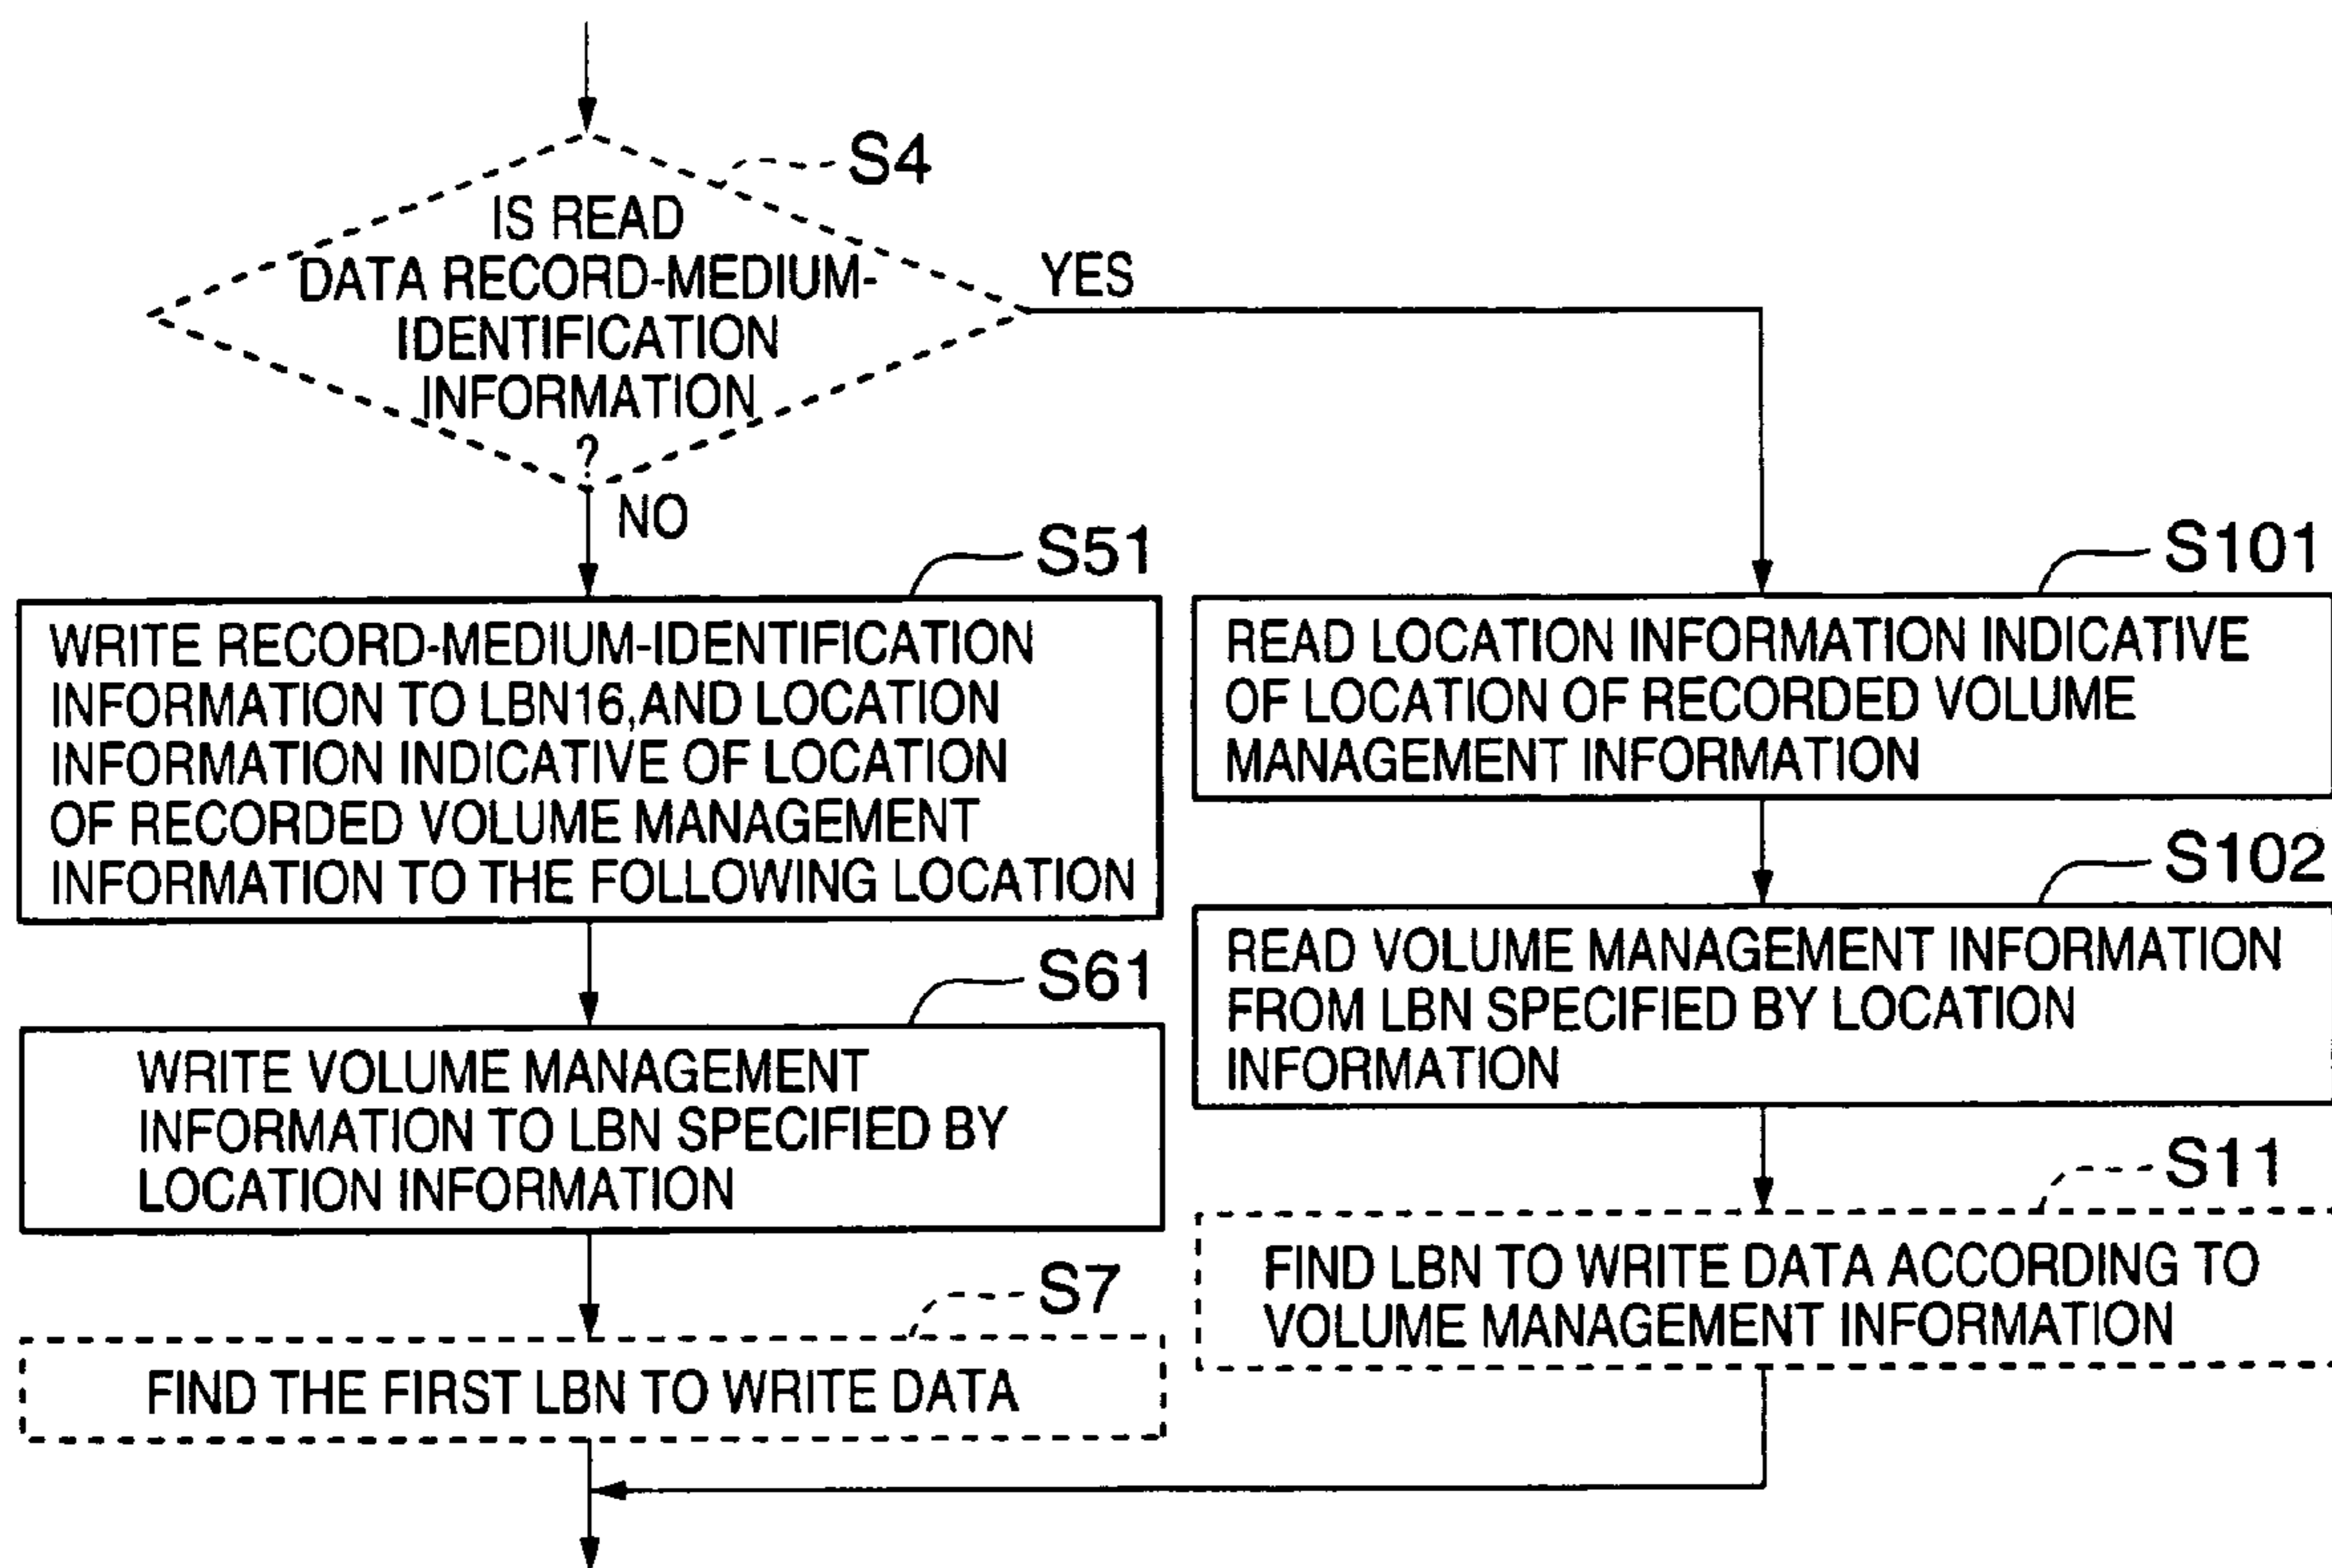 S4
IS READ
DATA RECORD-MEDIUM-
IDENTIFICATION
INFORMATION
?
YES
NO
S51
WRITE RECORD-MEDIUM-IDENTIFICATION
INFORMATION TO LBN16,AND LOCATION
INFORMATION INDICATIVE OF LOCATION
OF RECORDED VOLUME MANAGEMENT
INFORMATION TO THE FOLLOWING LOCATION
S61
WRITE VOLUME MANAGEMENT
INFORMATION TO LBN SPECIFIED BY
LOCATION INFORMATION
S7
FIND THE FIRST LBN TO WRITE DATA
S101
READ LOCATION INFORMATION INDICATIVE
OF LOCATION OF RECORDED VOLUME
MANAGEMENT INFORMATION
S102
READ VOLUME MANAGEMENT INFORMATION
FROM LBN SPECIFIED BY LOCATION
INFORMATION
S11
FIND LBN TO WRITE DATA ACCORDING TO
VOLUME MANAGEMENT INFORMATION